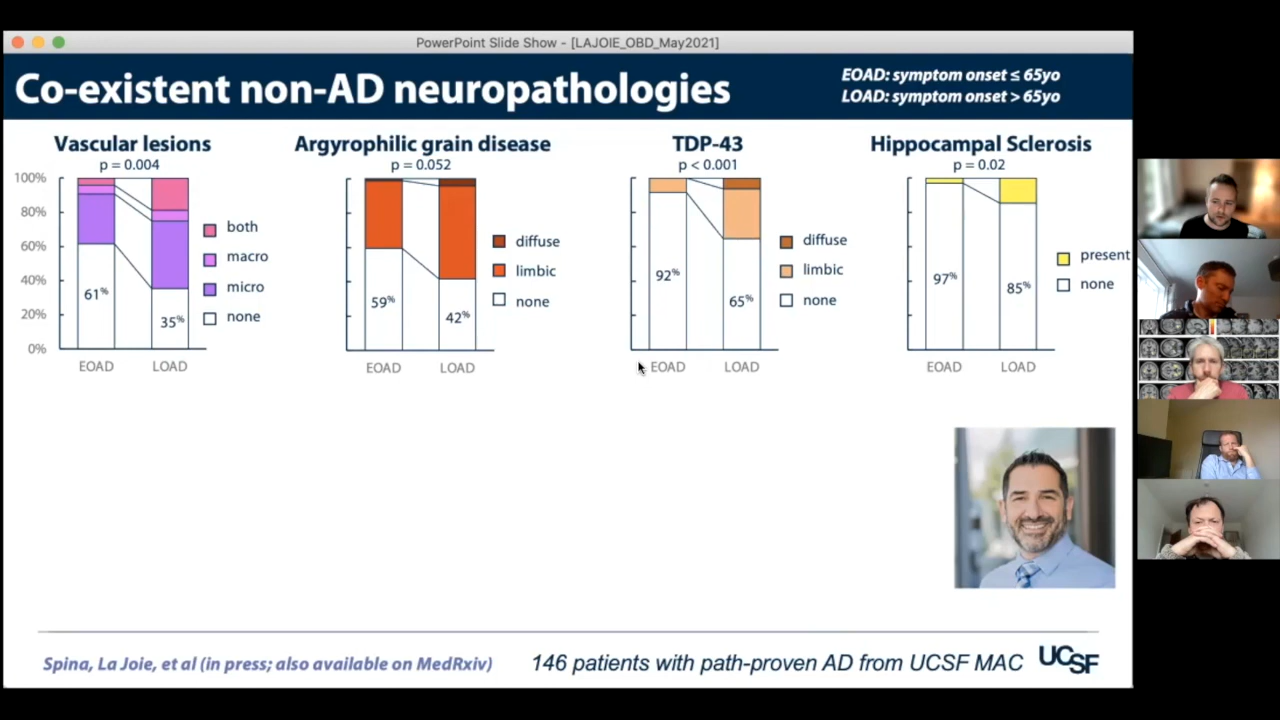 PowerPoint Slide Show - [LAJOIE_OBD_May2021]
Co-existent non-AD neuropathologies
EOAD: symptom onset ≤ 65yo
LOAD: symptom onset > 65yo
Vascular lesions
p = 0.004
100%
80%
60%
40%
20%
0%
61%
35%
EOAD
LOAD
both
macro
micro
none
Argyrophilic grain disease
p = 0.052
59%
42%
EOAD
LOAD
diffuse
limbic
none
TDP-43
p < 0.001
92%
65%
EOAD
LOAD
diffuse
limbic
none
Hippocampal Sclerosis
p = 0.02
97%
85%
EOAD
LOAD
present
none
Spina, La Joie, et al (in press; also available on MedRxiv)
146 patients with path-proven AD from UCSF MAC
UCSF